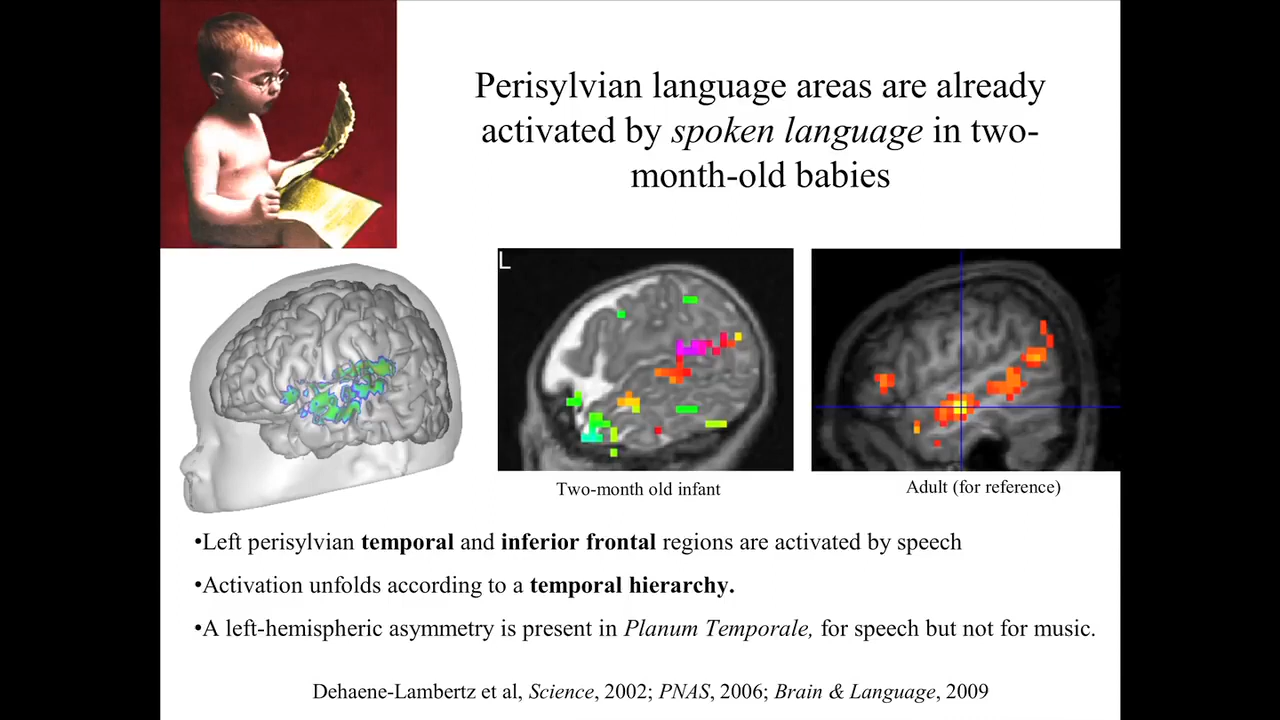 Perisylvian language areas are already
activated by spoken language in two-
month-old babies
L
Two-month old infant
Adult (for reference)
•Left perisylvian temporal and inferior frontal regions are activated by speech
•Activation unfolds according to a temporal hierarchy.
•A left-hemispheric asymmetry is present in Planum Temporale, for speech but not for music.
Dehaene-Lambertz et al, Science, 2002; PNAS, 2006; Brain & Language, 2009